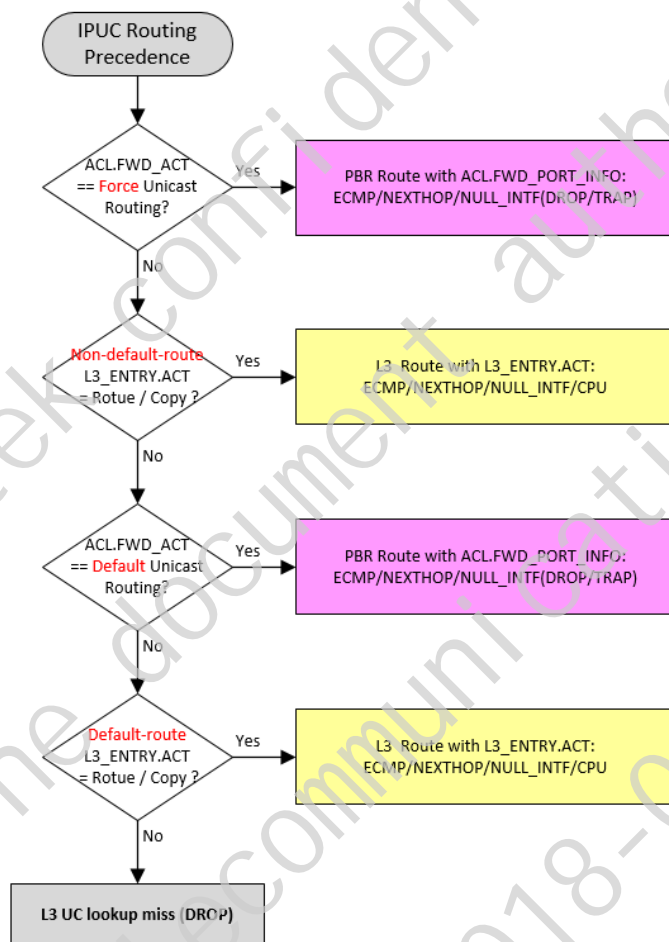 IPUC Routing
Precedence
ACL.FWD_ACT
== Force Unicast
Routing?
Yes
PBR Route with ACL.FWD_PORT_INFO:
ECMP/NEXTHOP/NULL_INTF(DROP/TRAP)
No
Non-default-route
L3_ENTRY.ACT
= Rotue / Copy ?
Yes
L3 Route with L3_ENTRY.ACT:
ECMP/NEXTHOP/NULL_INTF/CPU
No
ACL.FWD_ACT
== Default Unicast
Routing?
Yes
PBR Route with ACL.FWD_PORT_INFO:
ECMP/NEXTHOP/NULL_INTF(DROP/TRAP)
No
Default-route
L3_ENTRY.ACT
= Rotue / Copy ?
Yes
L3 Route with L3_ENTRY.ACT:
ECMP/NEXTHOP/NULL_INTF/CPU
No
L3 UC lookup miss (DROP)
document